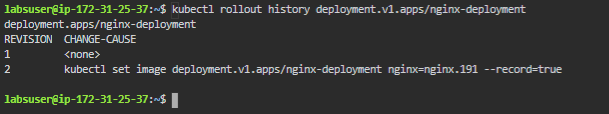 labsuser@ip-172-31-25-37:~$ kubectl rollout history deployment.v1.apps/nginx-deployment
deployment.apps/nginx-deployment
REVISION  CHANGE-CAUSE
1         <none>
2         kubectl set image deployment.v1.apps/nginx-deployment nginx=nginx.191 --record=true
labsuser@ip-172-31-25-37:~$